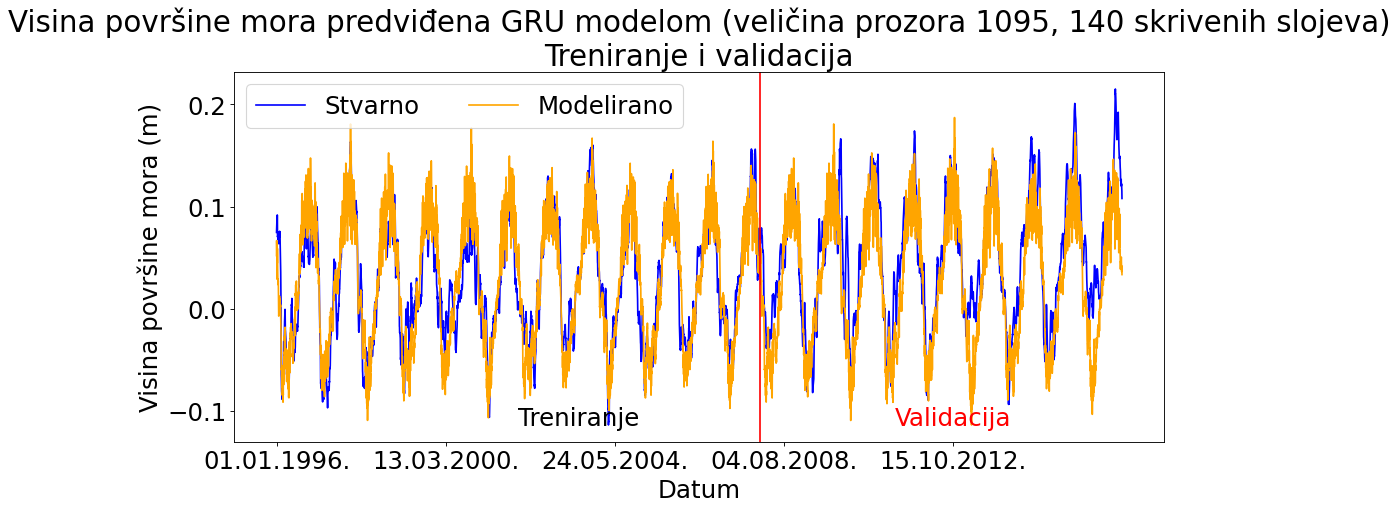 Visina površine mora predviđena GRU modelom (veličina prozora 1095, 140 skrivenih slojeva)
Treniranje i validacija
Stvarno
Modelirano
Visina površine mora (m)
0.2
0.1
0.0
−0.1
Treniranje
Validacija
01.01.1996.
13.03.2000.
24.05.2004.
04.08.2008.
15.10.2012.
Datum